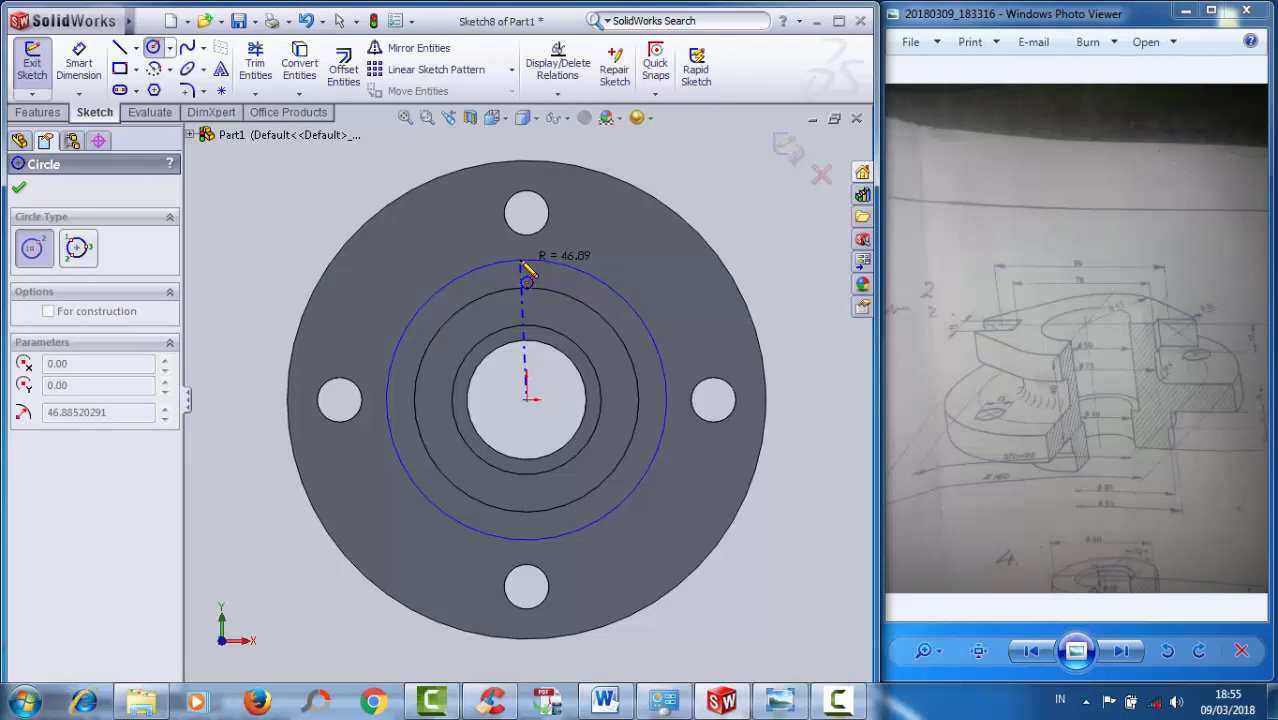 SolidWorks
Sketch8 of Part1 *
SolidWorks Search
?
20180309_183316 - Windows Photo Viewer
File
Print
E-mail
Burn
Open
Exit Sketch
Smart Dimension
Trim Entities
Convert Entities
Offset Entities
Mirror Entities
Linear Sketch Pattern
Move Entities
Display/Delete Relations
Repair Sketch
Quick Snaps
Rapid Sketch
Features
Sketch
Evaluate
DimXpert
Office Products
Part1 (Default<<Default>_...
Circle
?
Circle Type
Options
For construction
Parameters
0.00
0.00
46.88520291
R = 46.89
Y
X
4.
IN
18:55
09/03/2018